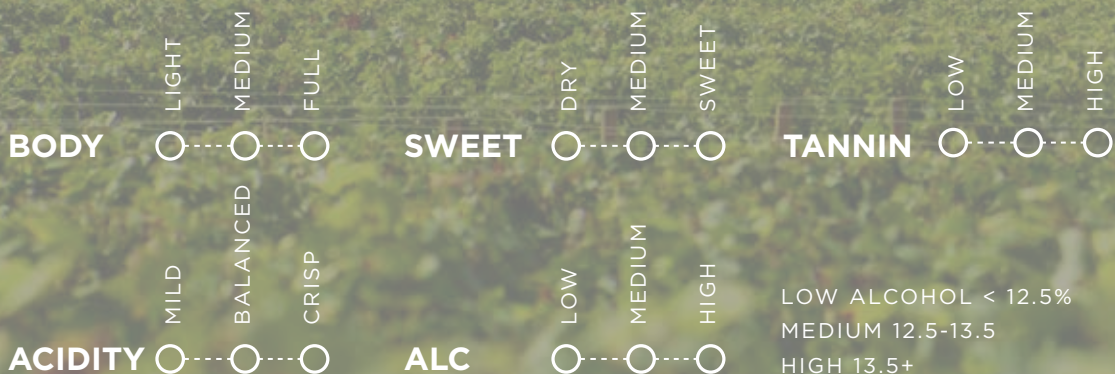 LIGHT
MEDIUM
FULL
BODY
DRY
MEDIUM
SWEET
SWEET
LOW
MEDIUM
HIGH
TANNIN
MILD
BALANCED
CRISP
ACIDITY
LOW
MEDIUM
HIGH
ALC
LOW ALCOHOL < 12.5%
MEDIUM 12.5-13.5
HIGH 13.5+